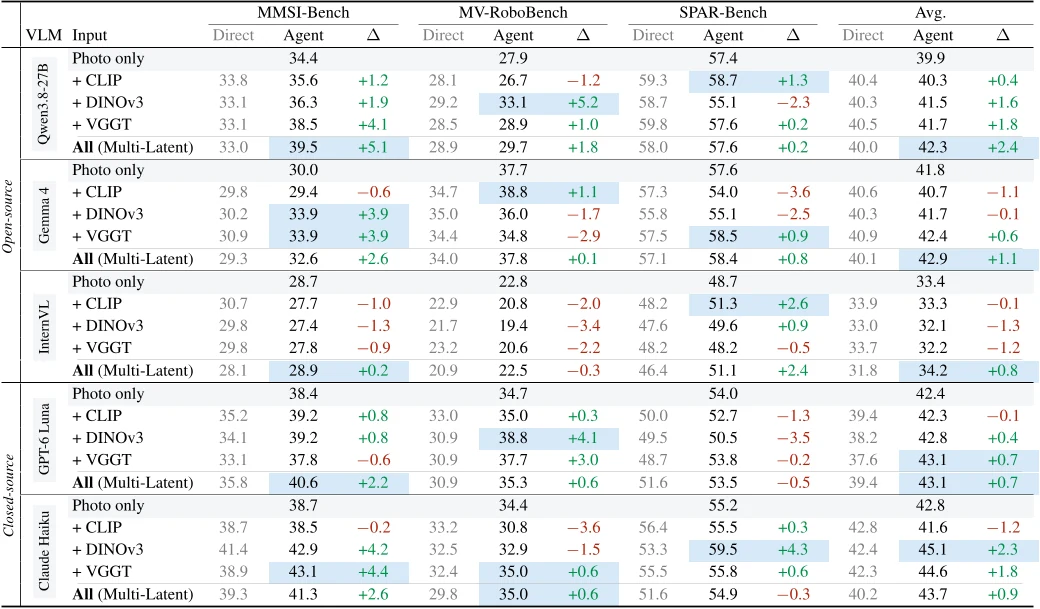 MMSI-Bench MV-RoboBench SPAR-Bench Avg.
VLM Input Direct Agent Δ Direct Agent Δ Direct Agent Δ Direct Agent Δ
Open-source
Qwen3.8-27B
Photo only 34.4 27.9 57.4 39.9
+ CLIP 33.8 35.6 +1.2 28.1 26.7 −1.2 59.3 58.7 +1.3 40.4 40.3 +0.4
+ DINOv3 33.1 36.3 +1.9 29.2 33.1 +5.2 58.7 55.1 −2.3 40.3 41.5 +1.6
+ VGGT 33.1 38.5 +4.1 28.5 28.9 +1.0 59.8 57.6 +0.2 40.5 41.7 +1.8
All (Multi-Latent) 33.0 39.5 +5.1 28.9 29.7 +1.8 58.0 57.6 +0.2 40.0 42.3 +2.4
Gemma 4
Photo only 30.0 37.7 57.6 41.8
+ CLIP 29.8 29.4 −0.6 34.7 38.8 +1.1 57.3 54.0 −3.6 40.6 40.7 −1.1
+ DINOv3 30.2 33.9 +3.9 35.0 36.0 −1.7 55.8 55.1 −2.5 40.3 41.7 −0.1
+ VGGT 30.9 33.9 +3.9 34.4 34.8 −2.9 57.5 58.5 +0.9 40.9 42.4 +0.6
All (Multi-Latent) 29.3 32.6 +2.6 34.0 37.8 +0.1 57.1 58.4 +0.8 40.1 42.9 +1.1
InternVL
Photo only 28.7 22.8 48.7 33.4
+ CLIP 30.7 27.7 −1.0 22.9 20.8 −2.0 48.2 51.3 +2.6 33.9 33.3 −0.1
+ DINOv3 29.8 27.4 −1.3 21.7 19.4 −3.4 47.6 49.6 +0.9 33.0 32.1 −1.3
+ VGGT 29.8 27.8 −0.9 23.2 20.6 −2.2 48.2 48.2 −0.5 33.7 32.2 −1.2
All (Multi-Latent) 28.1 28.9 +0.2 20.9 22.5 −0.3 46.4 51.1 +2.4 31.8 34.2 +0.8
Closed-source
GPT-6 Luna
Photo only 38.4 34.7 54.0 42.4
+ CLIP 35.2 39.2 +0.8 33.0 35.0 +0.3 50.0 52.7 −1.3 39.4 42.3 −0.1
+ DINOv3 34.1 39.2 +0.8 30.9 38.8 +4.1 49.5 50.5 −3.5 38.2 42.8 +0.4
+ VGGT 33.1 37.8 −0.6 30.9 37.7 +3.0 48.7 53.8 −0.2 37.6 43.1 +0.7
All (Multi-Latent) 35.8 40.6 +2.2 30.9 35.3 +0.6 51.6 53.5 −0.5 39.4 43.1 +0.7
Claude Haiku
Photo only 38.7 34.4 55.2 42.8
+ CLIP 38.7 38.5 −0.2 33.2 30.8 −3.6 56.4 55.5 +0.3 42.8 41.6 −1.2
+ DINOv3 41.4 42.9 +4.2 32.5 32.9 −1.5 53.3 59.5 +4.3 42.4 45.1 +2.3
+ VGGT 38.9 43.1 +4.4 32.4 35.0 +0.6 55.5 55.8 +0.6 42.3 44.6 +1.8
All (Multi-Latent) 39.3 41.3 +2.6 29.8 35.0 +0.6 51.6 54.9 −0.3 40.2 43.7 +0.9